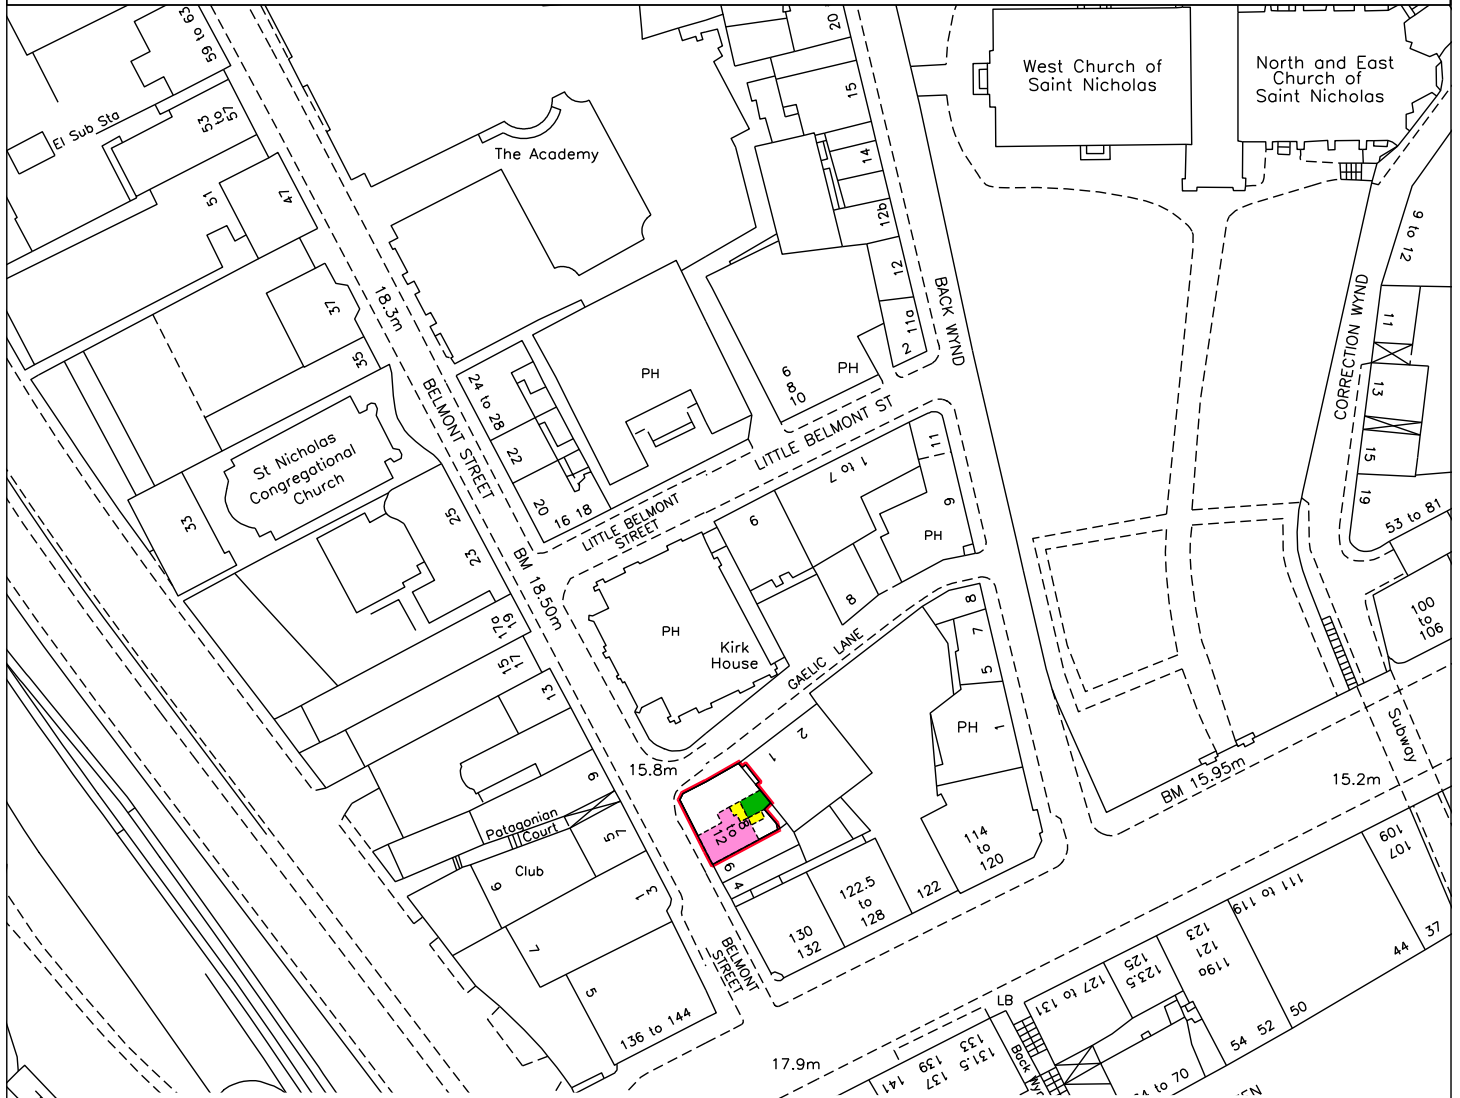 59 to 63
20
West Church of
Saint Nicholas
North and East
Church of
Saint Nicholas
El Sub Sta
53
to
57
15
The Academy
14
51
47
12b
9 to 12
12
18.3m
37
BACK WYND
11a
2
CORRECTION WYND
11
35
PH
PH
6
8
10
13
24 to 28
BELMONT STREET
LITTLE BELMONT ST
St Nicholas
Congregational
Church
22
11
15
1 to 7
33
25
20
16 18
LITTLE BELMONT
STREET
9
9
PH
19
53 to 81
23
BM 18.50m
8
8
100
to
106
19
17a
PH
Kirk
House
GAELIC LANE
7
5
17
15
13
PH
1
2
1
Subway
15.8m
BM 15.95m
15.2m
9
Patagonian
Court
8
to
12
7
5
114
to
120
109
107
Club
9
6
4
122.5
to
128
122
111 to 119
1
3
130
132
7
BELMONT
STREET
123
121
119a
44
37
125
123.5
127 to 131
5
136 to 144
LB
50
52
54
17.9m
133
131.5
139
137
141
Back Wynd
to 70